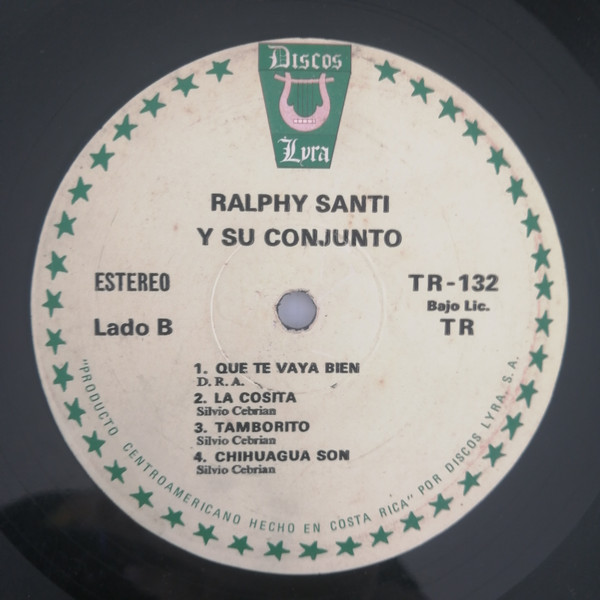 Discos
Lyra
RALPHY SANTI
Y SU CONJUNTO
ESTEREO
TR-132
Bajo Lic.
Lado B
TR
1. QUE TE VAYA BIEN
D. R. A.
2. LA COSITA
Silvio Cebrian
3. TAMBORITO
Silvio Cebrian
4. CHIHUAGUA SON
Silvio Cebrian
"PRODUCTO CENTROAMERICANO HECHO EN COSTA RICA" POR DISCOS LYRA, S. A.